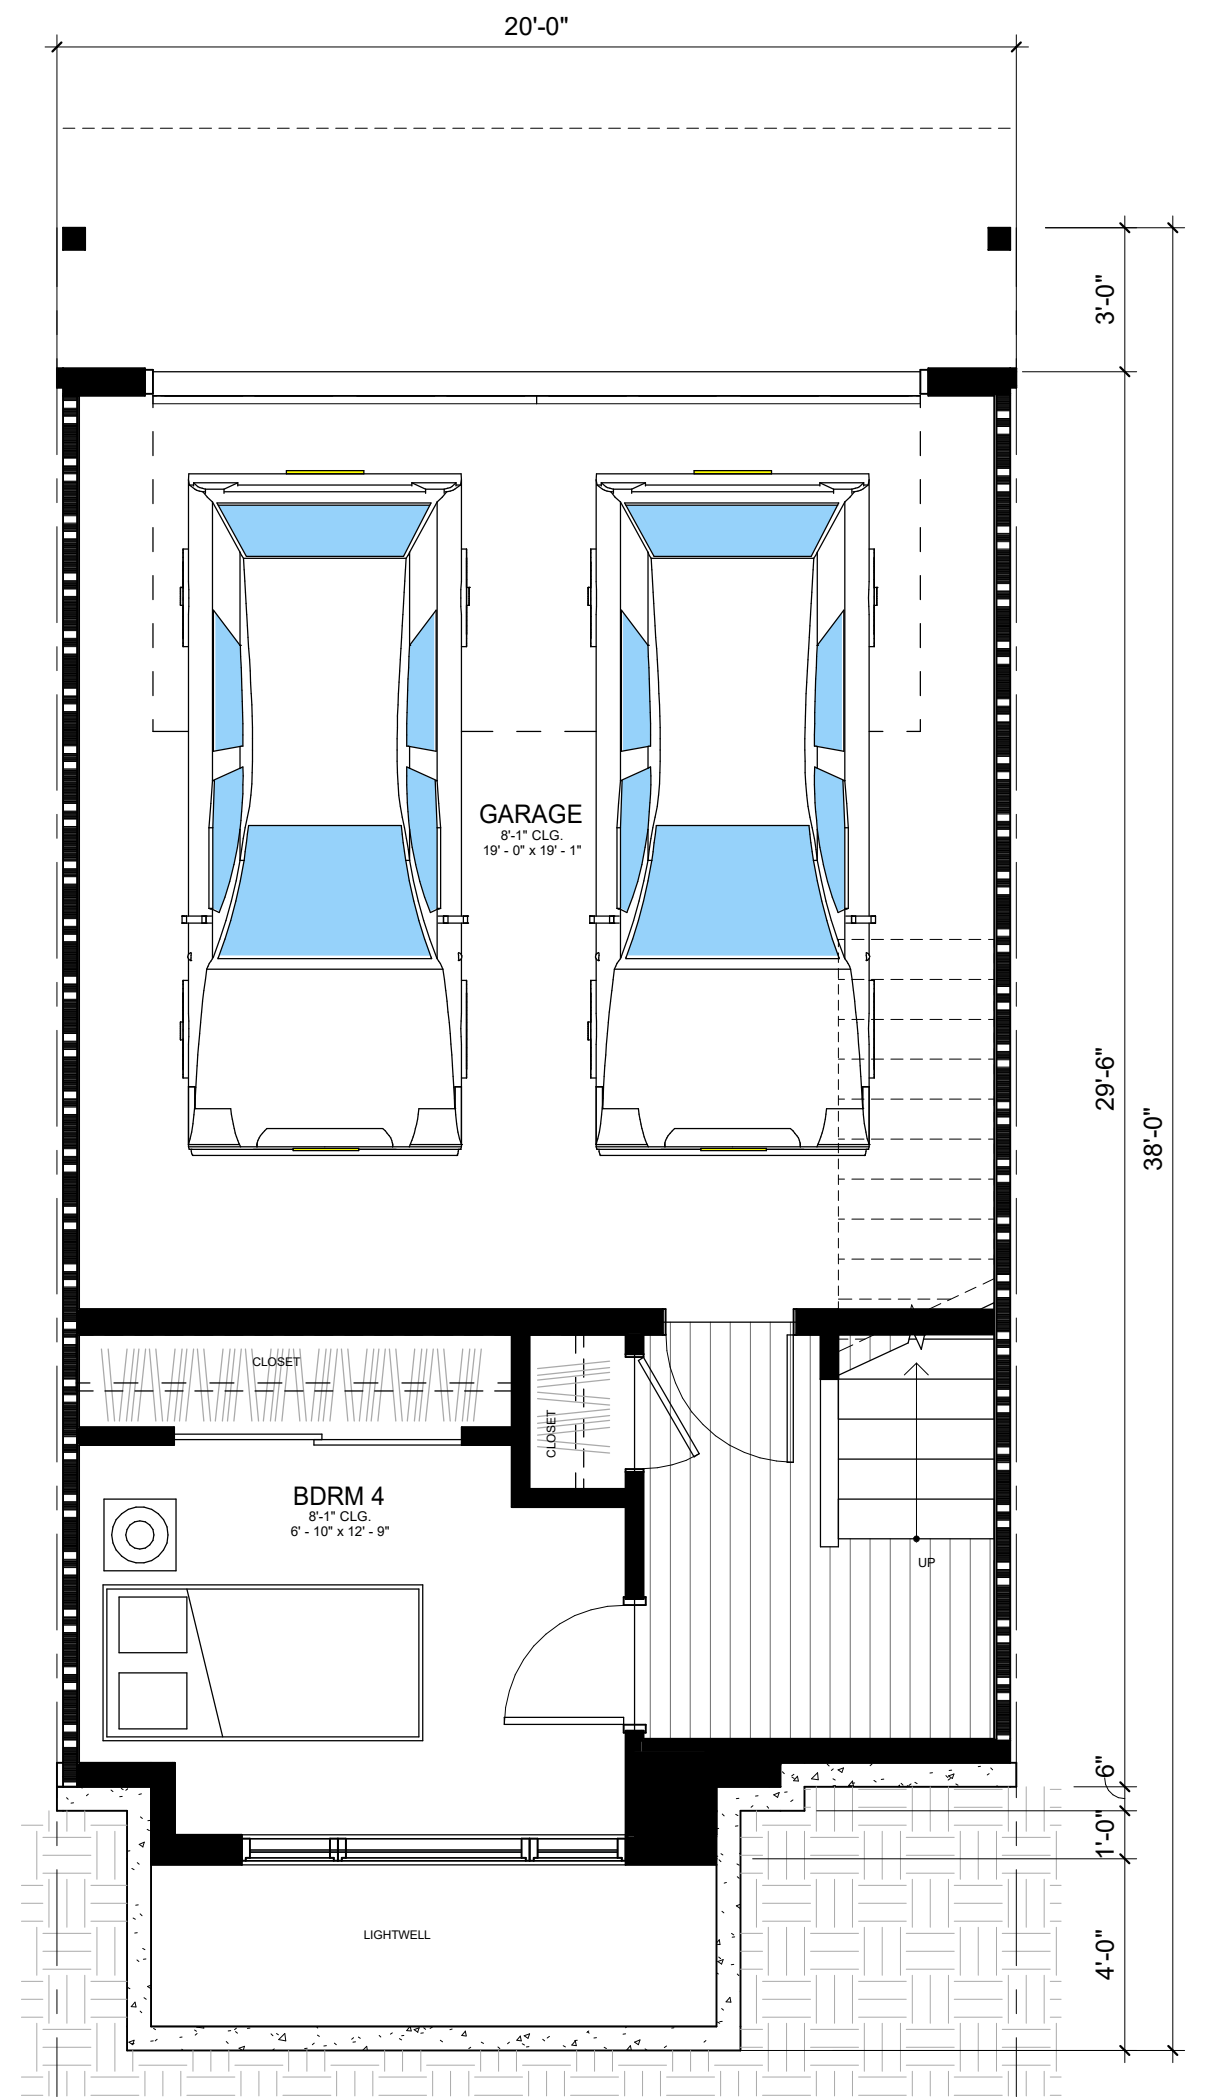 20'-0"
3'-0"
GARAGE
8'-1" CLG.
19' - 0" x 19' - 1"
29'-6"
38'-0"
CLOSET
CLOSET
BDRM 4
8'-1" CLG.
6' - 10" x 12' - 9"
UP
6"
1'-0"
LIGHTWELL
4'-0"